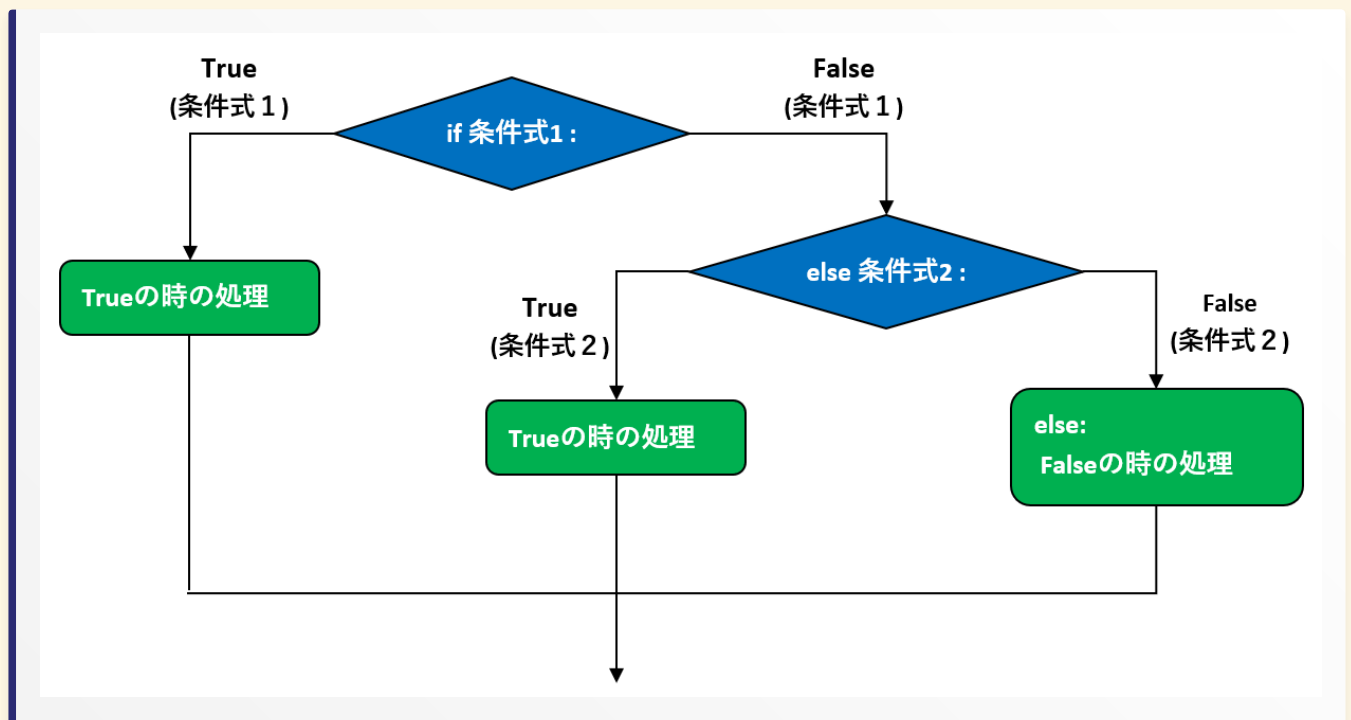 True
(条件式１)
if 条件式1 :
False
(条件式１)
Trueの時の処理
else 条件式2 :
True
(条件式２)
False
(条件式２)
Trueの時の処理
else:
Falseの時の処理